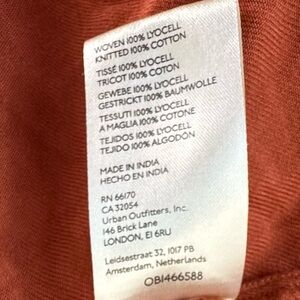 WOVEN 100% LYOCELL
KNITTED 100% COTTON
TISSÉ 100% LYOCELL
TRICOT 100% COTON
GEWEBE 100% LYOCELL
GESTRICKT 100% BAUMWOLLE
TESSUTI 100% LYOCELL
A MAGLIA 100% COTONE
TEJIDOS 100% LYOCELL
TEJIDO 100% ALGODÓN
MADE IN INDIA
HECHO EN INDIA
RN 66170
CA 32054
Urban Outfitters, Inc.
146 Brick Lane
LONDON, E1 6RU
Leidsestraat 32, 1017 PB
Amsterdam, Netherlands
OB1466588